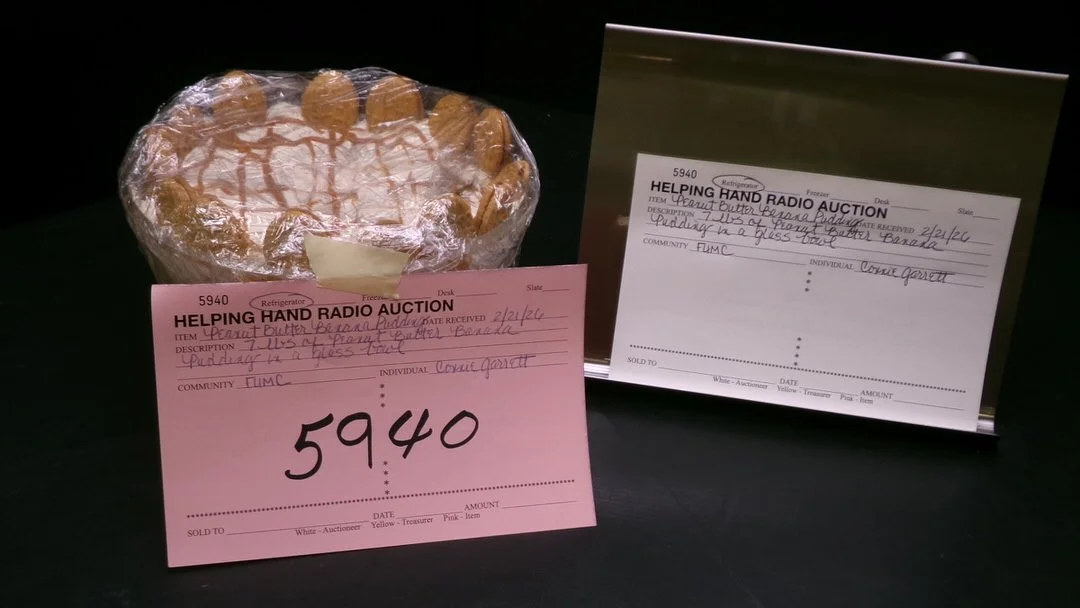 5940 Refrigerator Freezer Desk Slate
HELPING HAND RADIO AUCTION
ITEM Peanut Butter Banana Pudding DATE RECEIVED 2/21/26
DESCRIPTION 7 lbs of Peanut Butter Banana
Pudding in a glass bowl
COMMUNITY FUMC INDIVIDUAL Connie Garrett
5940
SOLD TO DATE AMOUNT
White - Auctioneer Yellow - Treasurer Pink - Item
5940 Refrigerator Freezer Desk Slate
HELPING HAND RADIO AUCTION
ITEM Peanut Butter Banana Pudding DATE RECEIVED 2/21/26
DESCRIPTION 7 lbs of Peanut Butter Banana
Pudding in a glass bowl
COMMUNITY FUMC INDIVIDUAL Connie Garrett
SOLD TO DATE AMOUNT
White - Auctioneer Yellow - Treasurer Pink - Item